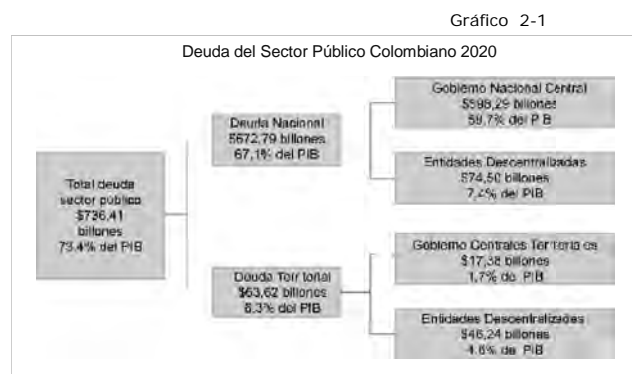 Gráfico 2-1
Deuda del Sector Público Colombiano 2020
Total deuda
sector público
$736,41
billones
73,4% del PIB
Deuda Nacional
$672,79 billones
67,1% del PIB
Gobierno Nacional Central
$598,29 billones
59,7% del PIB
Entidades Descentralizadas
$74,50 billones
7,4% del PIB
Deuda Territorial
$63,62 billones
6,3% del PIB
Gobierno Centrales Territoriales
$17,38 billones
1,7% de PIB
Entidades Descentralizadas
$46,24 billones
4,6% de PIB